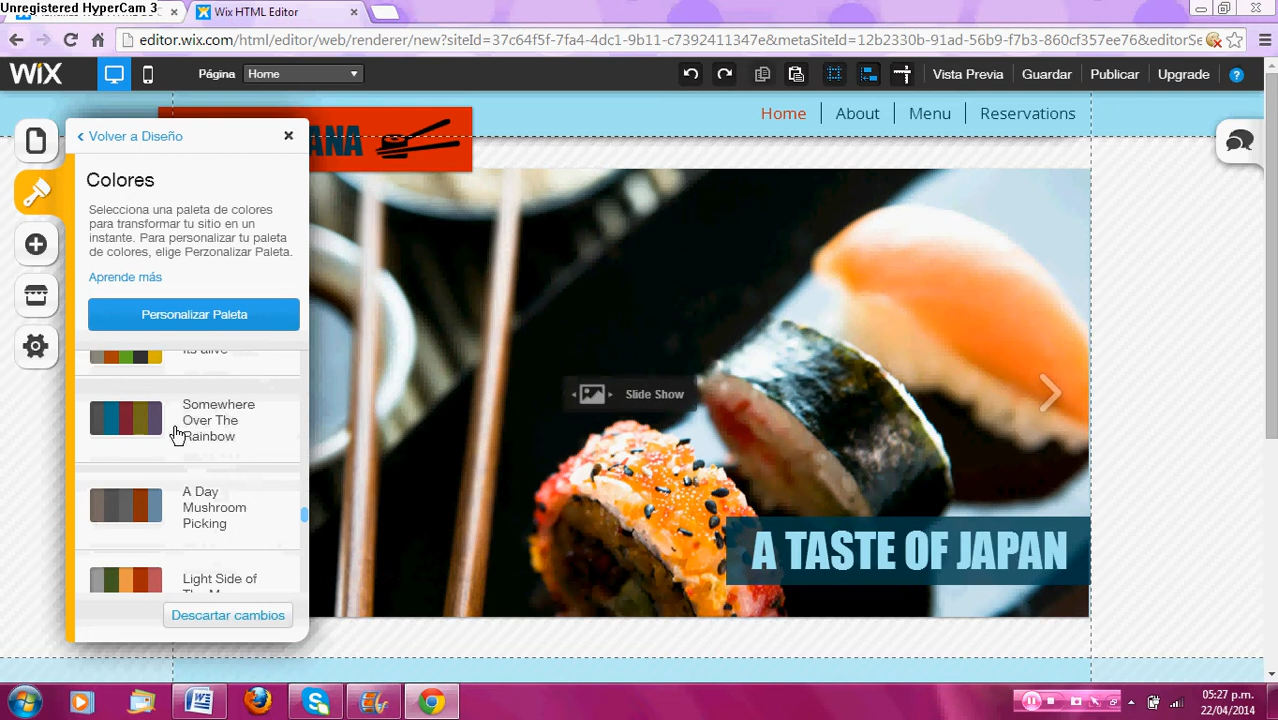 Unregistered HyperCam 3
Wix HTML Editor
editor.wix.com/html/editor/web/renderer/new?siteId=37c64f5f-7fa4-4dc1-9b11-c7392431347e&metaSiteId=12b2330b-91ad-56b9-f7b3-860cf357ee76&editorSe
WiX
Página
Home
Vista Previa
Guardar
Publicar
Upgrade
?
Home
About
Menu
Reservations
Volver a Diseño
Colores
Selecciona una paleta de colores
para transformar tu sitio en un
instante. Para personalizar tu paleta
de colores, elige Perzonalizar Paleta.
Aprende más
Personalizar Paleta
Its alive
Somewhere
Over The
Rainbow
A Day
Mushroom
Picking
Light Side of
Descartar cambios
Slide Show
A TASTE OF JAPAN
05:27 p.m.
22/04/2014